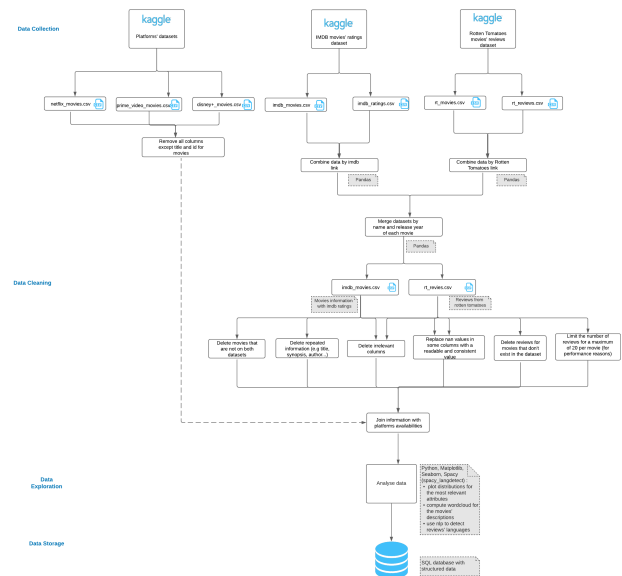 Data Collection
kaggle
Platforms' datasets
kaggle
IMDB movies' ratings
dataset
kaggle
Rotten Tomatoes
movies' reviews
dataset
netflix_movies.csv
prime_video_movies.csv
disney+_movies.csv
imdb_movies.csv
imdb_ratings.csv
rt_movies.csv
rt_reviews.csv
Remove all columns
except title and id for
movies
Combine data by imdb
link
Pandas
Combine data by Rotten
Tomatoes link
Pandas
Merge datasets by
name and release year
of each movie
Pandas
Data Cleaning
imdb_movies.csv
rt_revies.csv
Movies information
with imdb ratings
Reviews from
rotten tomatoes
Delete movies that
are not on both
datasets
Delete repeated
information (e.g title,
synopsis, author...)
Delete irrelevant
columns
Replace nan values in
some columns with a
readable and consistent
value
Delete reviews for
movies that don't
exist in the dataset
Limit the number of
reviews for a maximum
of 20 per movie (for
performance reasons)
Join information with
platforms availabilities
Data
Exploration
Analyse data
Python, Matplotlib,
Seaborn, Spacy
(spacy_langdetect) :
• plot distributions for
the most relevant
attributes
• compute wordcloud for
the movies'
descriptions
• use nlp to detect
reviews' languages
Data Storage
SQL database with
structured data